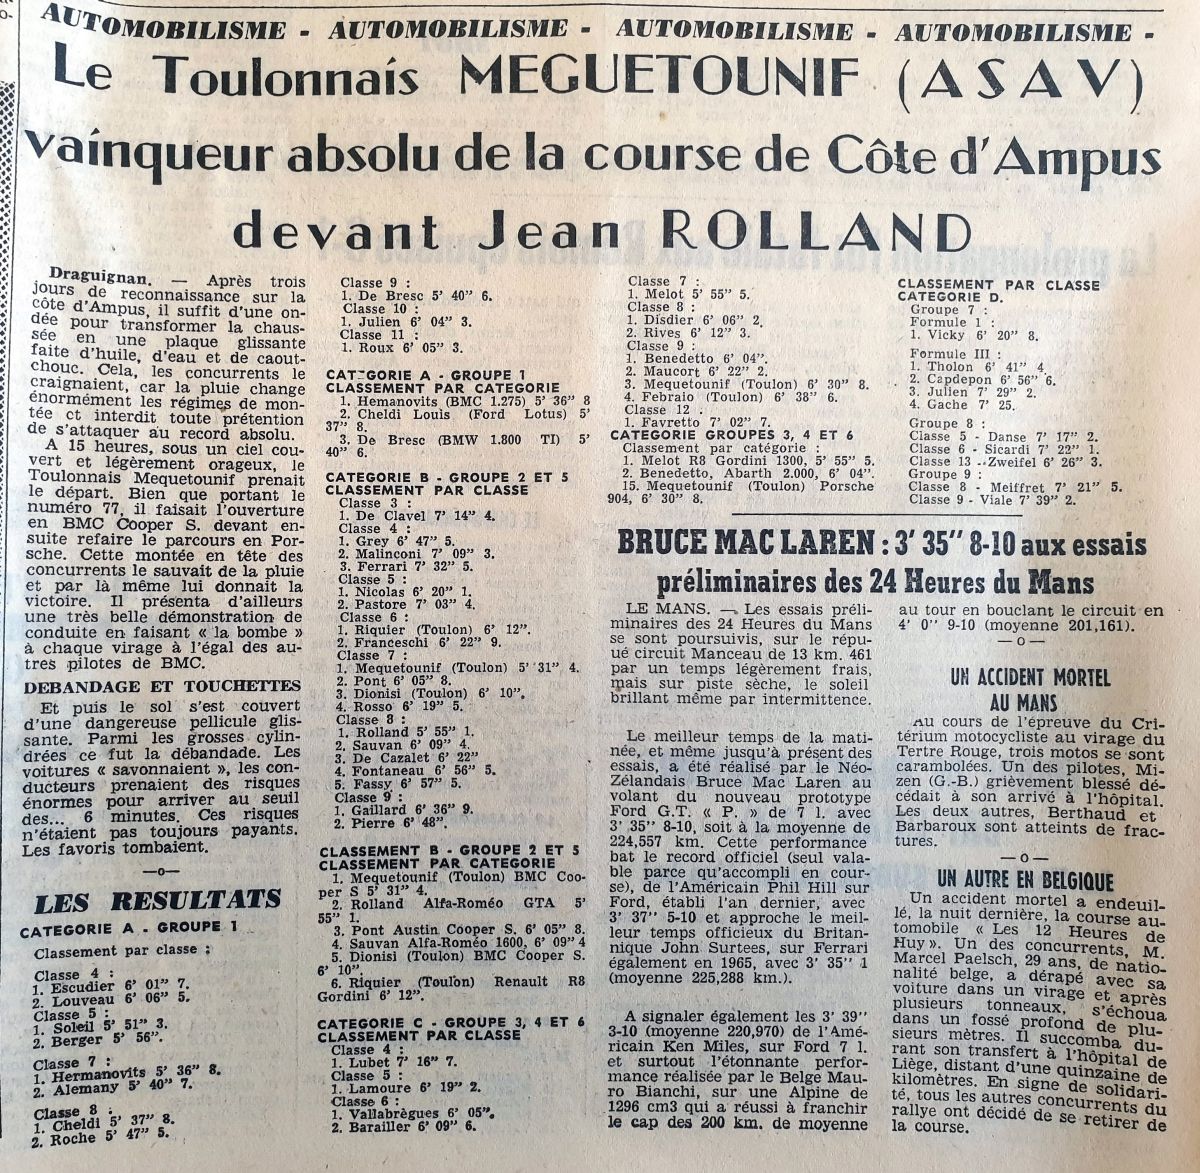 AUTOMOBILISME - AUTOMOBILISME - AUTOMOBILISME - AUTOMOBILISME -
Le Toulonnais MEGUETOUNIF (ASAV)
vainqueur absolu de la course de Côte d'Ampus
devant Jean ROLLAND
Draguignan. — Après trois
jours de reconnaissance sur la
côte d'Ampus, il suffit d'une on-
dée pour transformer la chaus-
sée en une plaque glissante
faite d'huile, d'eau et de caout-
chouc. Cela, les concurrents le
craignaient, car la pluie change
énormément les régimes de mon-
tée et interdit toute prétention
de s'attaquer au record absolu.
A 15 heures, sous un ciel cou-
vert et légèrement orageux, le
Toulonnais Mequetounif prenait
le départ. Bien que portant le
numéro 77, il faisait l'ouverture
en BMC Cooper S. devant en-
suite refaire le parcours en Por-
sche. Cette montée en tête des
concurrents le sauvait de la pluie
et par là même lui donnait la
victoire. Il présenta d'ailleurs
une très belle démonstration de
conduite en faisant « la bombe »
à chaque virage à l'égal des au-
tres pilotes de BMC.
DEBANDAGE ET TOUCHETTES
Et puis le sol s'est couvert
d'une dangereuse pellicule glis-
sante. Parmi les grosses cylin-
drées ce fut la débandade. Les
voitures « savonnaient », les con-
ducteurs prenaient des risques
énormes pour arriver au seuil
des... 6 minutes. Ces risques
n'étaient pas toujours payants.
Les favoris tombaient.
—o—
LES RESULTATS
CATEGORIE A - GROUPE 1
Classement par classe :
Classe 4 :
1. Escudier 6' 01" 7.
2. Louveau 6' 06" 5.
Classe 5 :
1. Soleil 5' 51" 3.
2. Berger 5' 56".
Classe 7 :
1. Hermanovits 5' 36" 8.
2. Alemany 5' 40" 7.
Classe 8 :
1. Cheldi 5' 37" 8.
2. Roche 5' 47" 5.
Classe 9 :
1. De Bresc 5' 40" 6.
Classe 10 :
1. Julien 6' 04" 3.
Classe 11 :
1. Roux 6' 05" 3.
CATEGORIE A - GROUPE 1
CLASSEMENT PAR CATEGORIE
1. Hemanovits (BMC 1.275) 5' 36" 8
2. Cheldi Louis (Ford Lotus) 5'
37" 8.
3. De Bresc (BMW 1.800 TI) 5'
40" 6.
CATEGORIE B - GROUPE 2 ET 5
CLASSEMENT PAR CLASSE
Classe 3 :
1. De Clavel 7' 14" 4.
Classe 4 :
1. Grey 6' 47" 5.
2. Malinconi 7' 09" 3.
3. Ferrari 7' 32" 5.
Classe 5 :
1. Nicolas 6' 20" 1.
2. Pastore 7' 03" 4.
Classe 6 :
1. Riquier (Toulon) 6' 12".
2. Franceschi 6' 22" 9.
Classe 7 :
1. Mequetounif (Toulon) 5' 31" 4.
2. Pont 6' 05" 8.
3. Dionisi (Toulon) 6' 10".
4. Rosso 6' 19" 5.
Classe 8 :
1. Rolland 5' 55" 1.
2. Sauvan 6' 09" 4.
3. De Cazalet 6' 22"
4. Fontaneau 6' 56" 5.
5. Fassy 6' 57" 5.
Classe 9 :
1. Gaillard 6' 36" 9.
2. Pierre 6' 48".
CLASSEMENT B - GROUPE 2 ET 5
CLASSEMENT PAR CATEGORIE
1. Mequetounif (Toulon) BMC Coo-
per S 5' 31" 4.
2. Rolland Alfa-Roméo GTA 5'
55" 1.
3. Pont Austin Cooper S. 6' 05" 8.
4. Sauvan Alfa-Roméo 1600, 6' 09" 4
5. Dionisi (Toulon) BMC Cooper S.
6' 10".
6. Riquier (Toulon) Renault R8
Gordini 6' 12".
CATEGORIE C - GROUPE 3, 4 ET 6
CLASSEMENT PAR CLASSE
Classe 4 :
1. Lubet 7' 16" 7.
Classe 5 :
1. Lamoure 6' 19" 2.
Classe 6 :
1. Vallabrègues 6' 05".
2. Barailler 6' 09" 6.
Classe 7 :
1. Melot 5' 55" 5.
Classe 8 :
1. Disdier 6' 06" 2.
2. Rives 6' 12" 3.
Classe 9 :
1. Benedetto 6' 04".
2. Maucort 6' 22" 2.
3. Mequetounif (Toulon) 6' 30" 8.
4. Febraio (Toulon) 6' 38" 6.
Classe 12 :
1. Favretto 7' 02" 7.
CATEGORIE GROUPES 3, 4 ET 6
Classement par catégorie :
1. Melot R8 Gordini 1300, 5' 55" 5.
2. Benedetto, Abarth 2.000, 6' 04".
15. Mequetounif (Toulon) Porsche
904, 6' 30" 8.
CLASSEMENT PAR CLASSE
CATEGORIE D.
Groupe 7 :
Formule 1 :
1. Vicky 6' 20" 8.
Formule III :
1. Tholon 6' 41" 4
2. Capdepon 6' 56" 6.
3. Julien 7' 29" 2.
4. Gache 7' 25.
Groupe 8 :
Classe 5 - Danse 7' 17" 2.
Classe 6 - Sicardi 7' 22" 1.
Classe 13 - Zweifel 6' 26" 3.
Groupe 9 :
Classe 8 - Meiffret 7' 21" 5.
Classe 9 - Viale 7' 39" 2.
BRUCE MAC LAREN : 3' 35" 8-10 aux essais
préliminaires des 24 Heures du Mans
LE MANS. — Les essais préli-
minaires des 24 Heures du Mans
se sont poursuivis, sur le répu-
qué circuit Manceau de 13 km. 461
par un temps légèrement frais,
mais sur piste sèche, le soleil
brillant même par intermittence.
Le meilleur temps de la mati-
née, et même jusqu'à présent des
essais, a été réalisé par le Néo-
Zélandais Bruce Mac Laren au
volant du nouveau prototype
Ford G.T. « P. » de 7 l. avec
3' 35" 8-10, soit à la moyenne de
224,557 km. Cette performance
bat le record officiel (seul vala-
ble parce qu'accompli en cour-
se), de l'Américain Phil Hill sur
Ford, établi l'an dernier, avec
3' 37" 5-10 et approche le meil-
leur temps officieux du Britan-
nique John Surtees, sur Ferrari
également en 1965, avec 3' 35" 1
(moyenne 225,288 km.).
A signaler également les 3' 39"
3-10 (moyenne 220,970) de l'Amé-
ricain Ken Miles, sur Ford 7 l.
et surtout l'étonnante perfor-
mance réalisée par le Belge Mau-
ro Bianchi, sur une Alpine de
1296 cm3 qui a réussi à franchir
le cap des 200 km. de moyenne
au tour en bouclant le circuit en
4' 0" 9-10 (moyenne 201,161).
—o—
UN ACCIDENT MORTEL
AU MANS
Au cours de l'épreuve du Cri-
térium motocycliste au virage du
Tertre Rouge, trois motos se sont
carambolées. Un des pilotes, Mi-
zen (G.-B.) grièvement blessé dé-
cédait à son arrivé à l'hôpital.
Les deux autres, Berthaud et
Barbaroux sont atteints de frac-
tures.
—o—
UN AUTRE EN BELGIQUE
Un accident mortel a endeuil-
lé, la nuit dernière, la course au-
tomobile « Les 12 Heures de
Huy ». Un des concurrents, M.
Marcel Paelsch, 29 ans, de natio-
nalité belge, a dérapé avec sa
voiture dans un virage et après
plusieurs tonneaux, s'échoua
dans un fossé profond de plu-
sieurs mètres. Il succomba du-
rant son transfert à l'hôpital de
Liège, distant d'une quinzaine de
kilomètres. En signe de solidari-
té, tous les autres concurrents du
rallye ont décidé de se retirer de
la course.